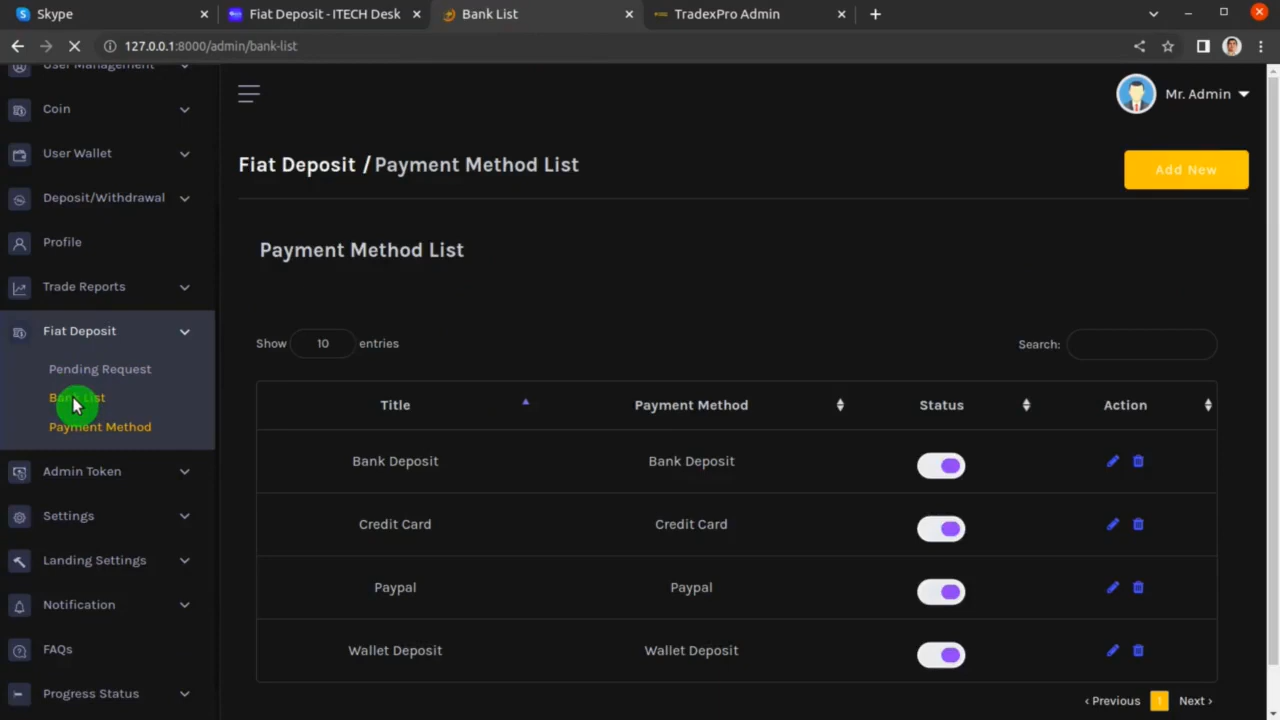 Skype
Fiat Deposit - ITECH Desk
Bank List
TradexPro Admin
127.0.0.1:8000/admin/bank-list
User Management
Coin
User Wallet
Deposit/Withdrawal
Profile
Trade Reports
Fiat Deposit
Pending Request
Bank List
Payment Method
Admin Token
Settings
Landing Settings
Notification
FAQs
Progress Status
Mr. Admin
Fiat Deposit / Payment Method List
Add New
Payment Method List
Show 10 entries
Search:
Title Payment Method Status Action
Bank Deposit Bank Deposit
Credit Card Credit Card
Paypal Paypal
Wallet Deposit Wallet Deposit
‹ Previous 1 Next ›